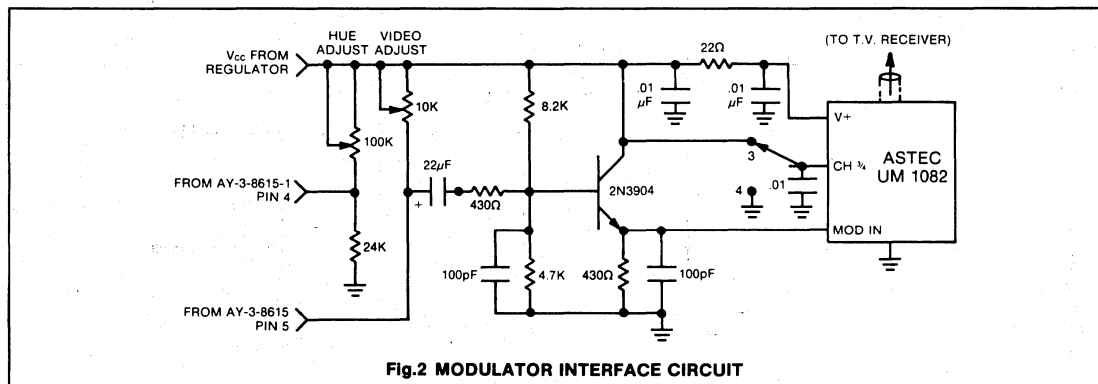 HUE
ADJUST
VIDEO
ADJUST
VCC FROM
REGULATOR
(TO T.V. RECEIVER)
22Ω
10K
8.2K
.01
µF
.01
µF
V+
100K
3
CH 3/4
ASTEC
UM 1082
22µF
FROM AY-3-8615-1
PIN 4
2N3904
4
.01
+
430Ω
MOD IN
24K
100pF
4.7K
430Ω
100pF
FROM AY-3-8615
PIN 5
Fig.2 MODULATOR INTERFACE CIRCUIT